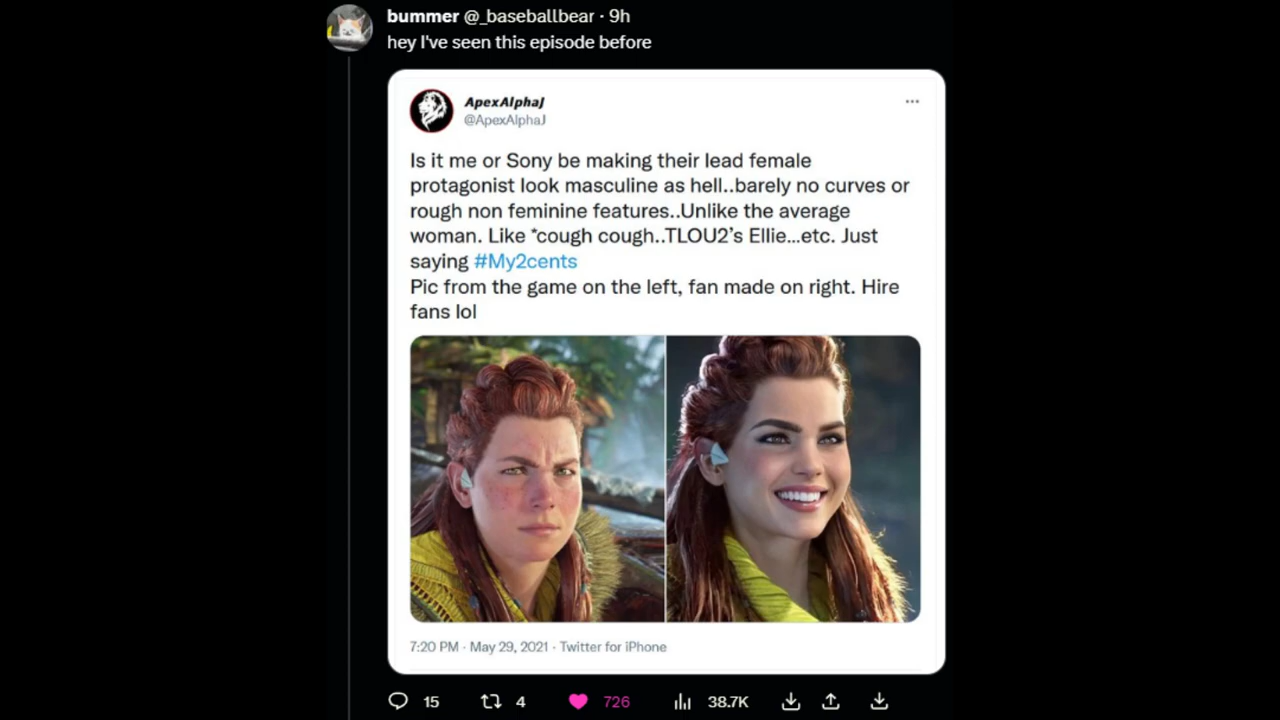 bummer @_baseballbear · 9h
hey I've seen this episode before
ApexAlphaJ
@ApexAlphaJ
Is it me or Sony be making their lead female
protagonist look masculine as hell..barely no curves or
rough non feminine features..Unlike the average
woman. Like *cough cough..TLOU2’s Ellie...etc. Just
saying #My2cents
Pic from the game on the left, fan made on right. Hire
fans lol
7:20 PM · May 29, 2021 · Twitter for iPhone
15 4 726 38.7K